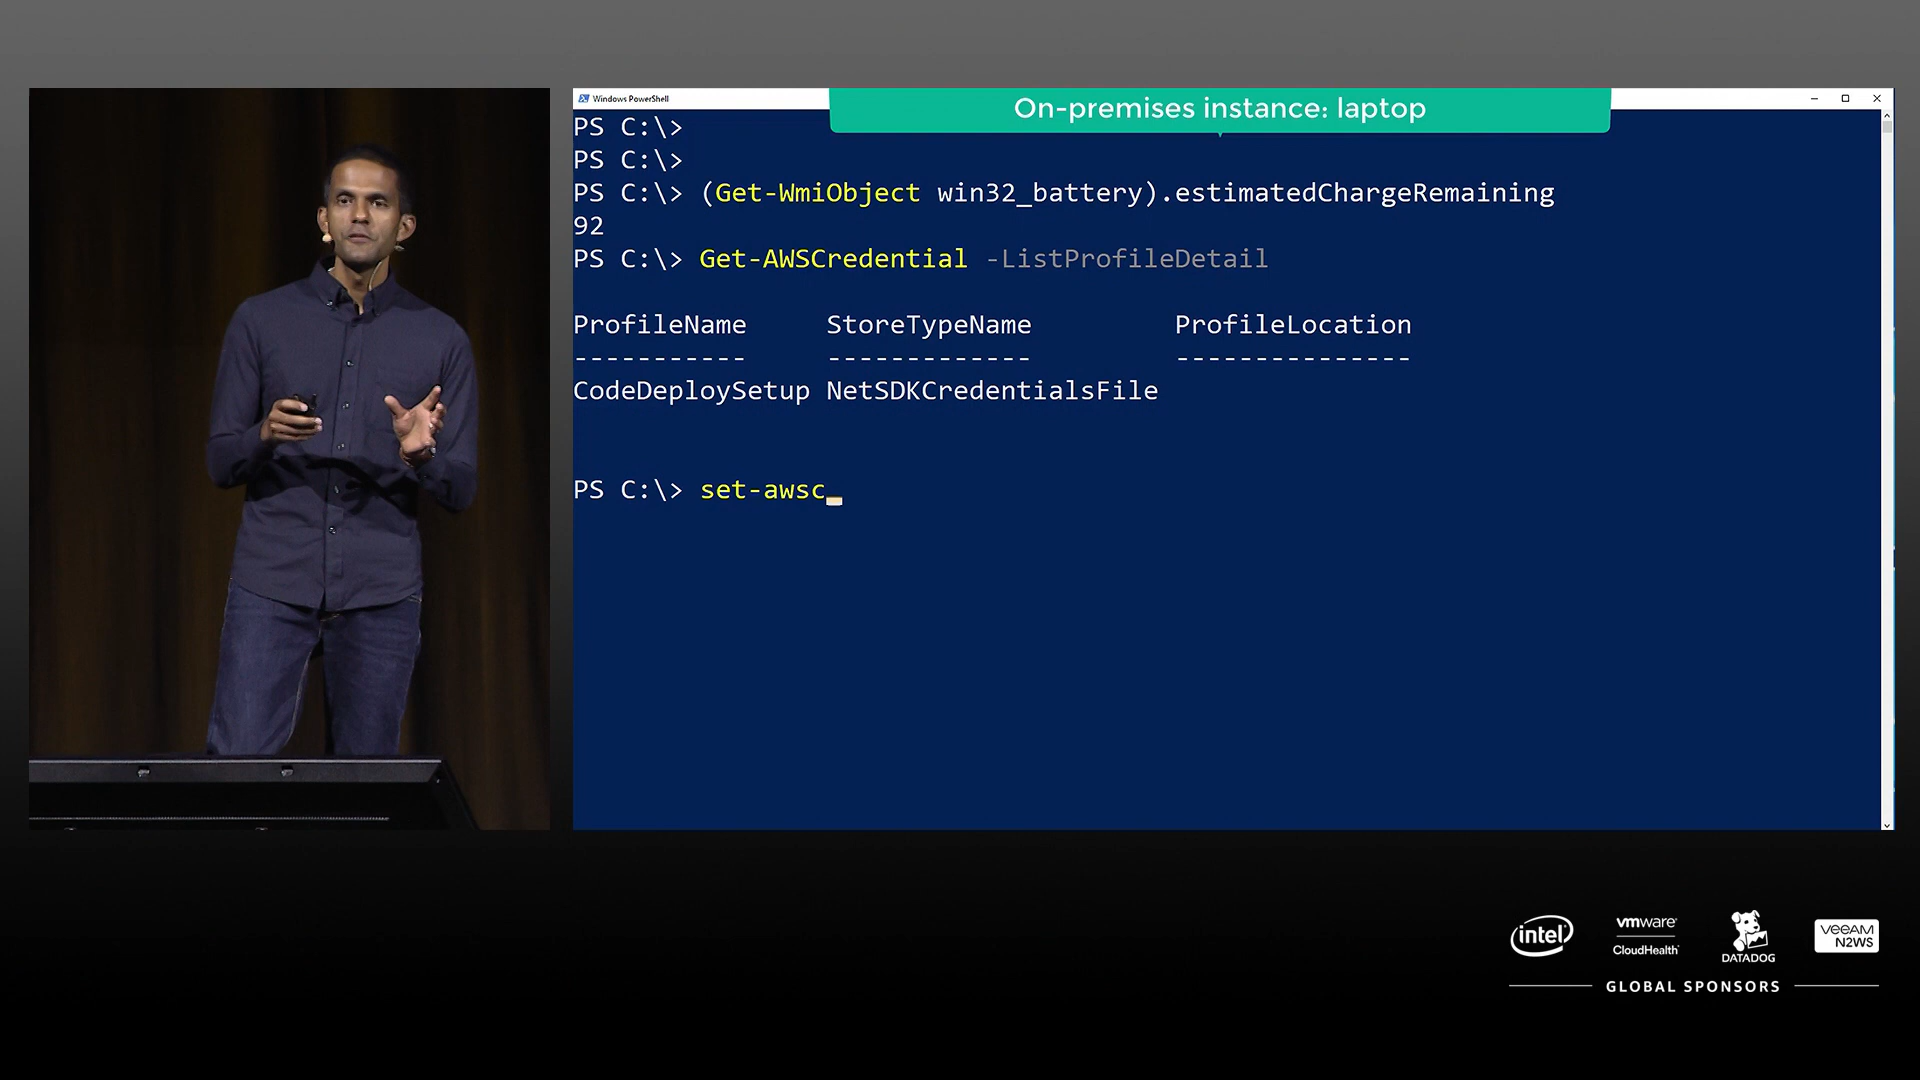 Windows PowerShell
On-premises instance: laptop
PS C:\>
PS C:\>
PS C:\> (Get-WmiObject win32_battery).estimatedChargeRemaining
92
PS C:\> Get-AWSCredential -ListProfileDetail
ProfileName StoreTypeName ProfileLocation
----------- ------------- ---------------
CodeDeploySetup NetSDKCredentialsFile
PS C:\> set-awsc
intel
vmware
CloudHealth
DATADOG
VEEAM
N2WS
GLOBAL SPONSORS